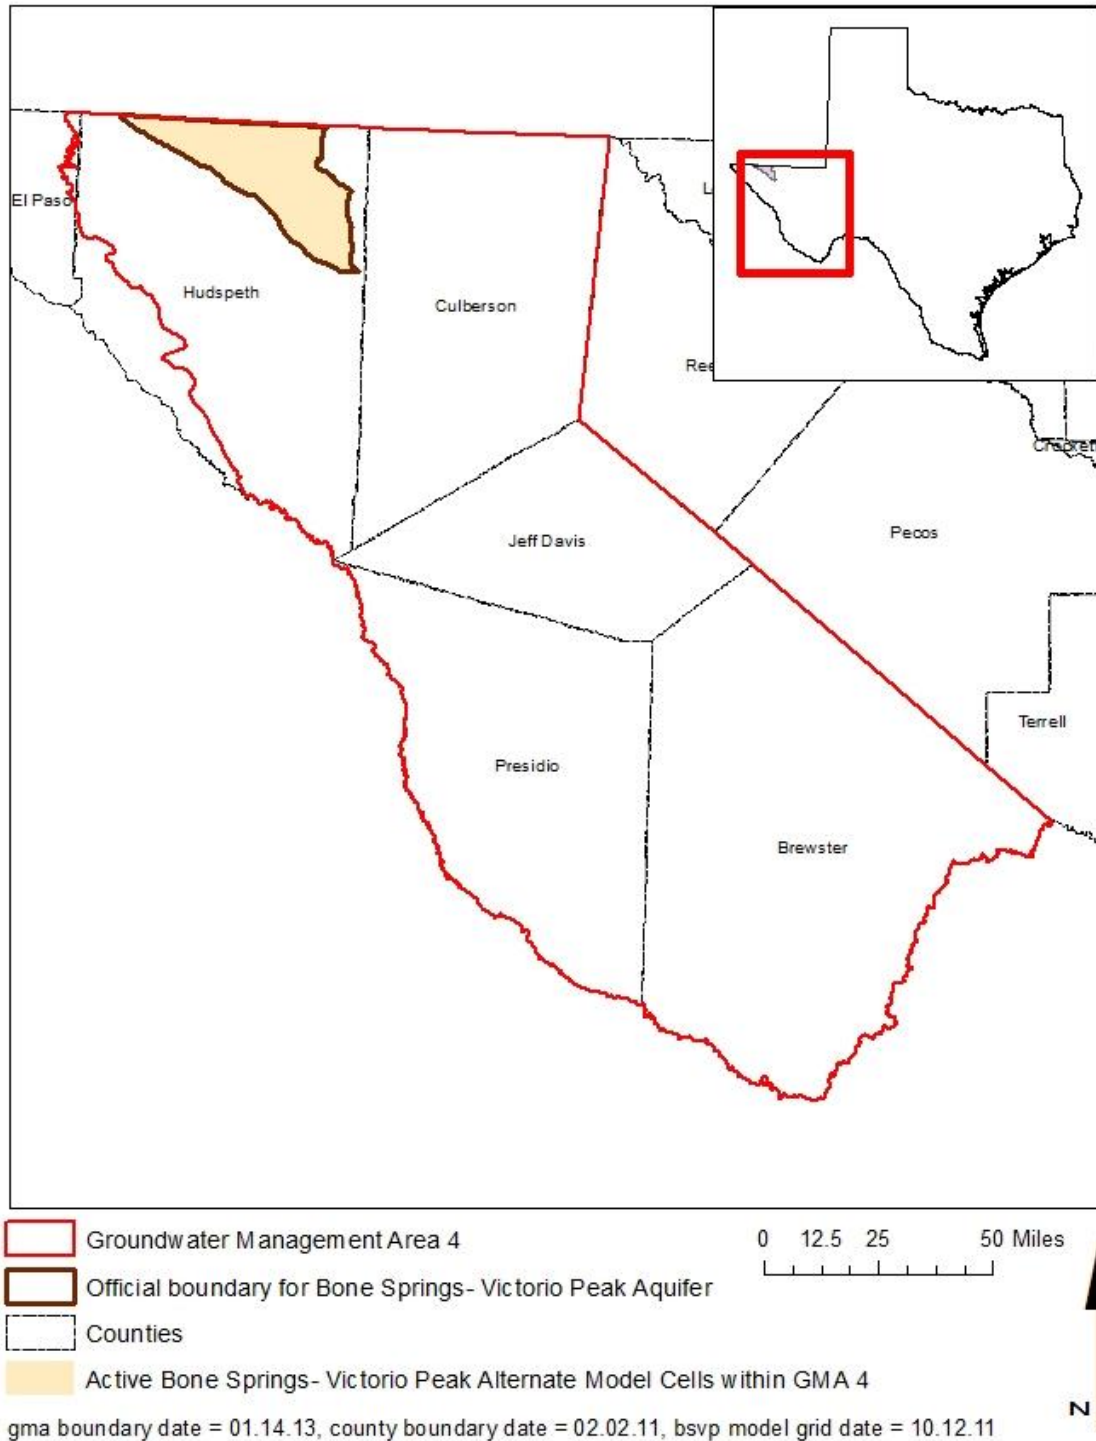 El Paso
Hudspeth
Culberson
L
Ree
Crockett
Jeff Davis
Pecos
Terrell
Presidio
Brewster
Groundwater Management Area 4
Official boundary for Bone Springs- Victorio Peak Aquifer
Counties
Active Bone Springs- Victorio Peak Alternate Model Cells within GMA 4
0 12.5 25 50 Miles
N
gma boundary date = 01.14.13, county boundary date = 02.02.11, bsvp model grid date = 10.12.11